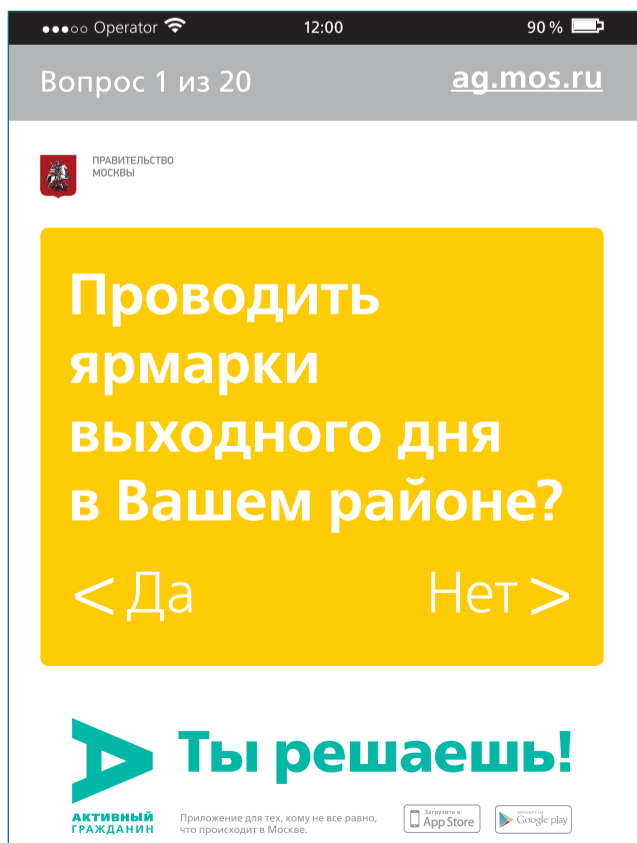 Operator 12:00 90 %
Вопрос 1 из 20 ag.mos.ru
ПРАВИТЕЛЬСТВО
МОСКВЫ
Проводить
ярмарки
выходного дня
в Вашем районе?
< Да Нет >
Ты решаешь!
АКТИВНЫЙ
ГРАЖДАНИН
Приложение для тех, кому не все равно,
что происходит в Москве.
Загрузите в
App Store
Google play